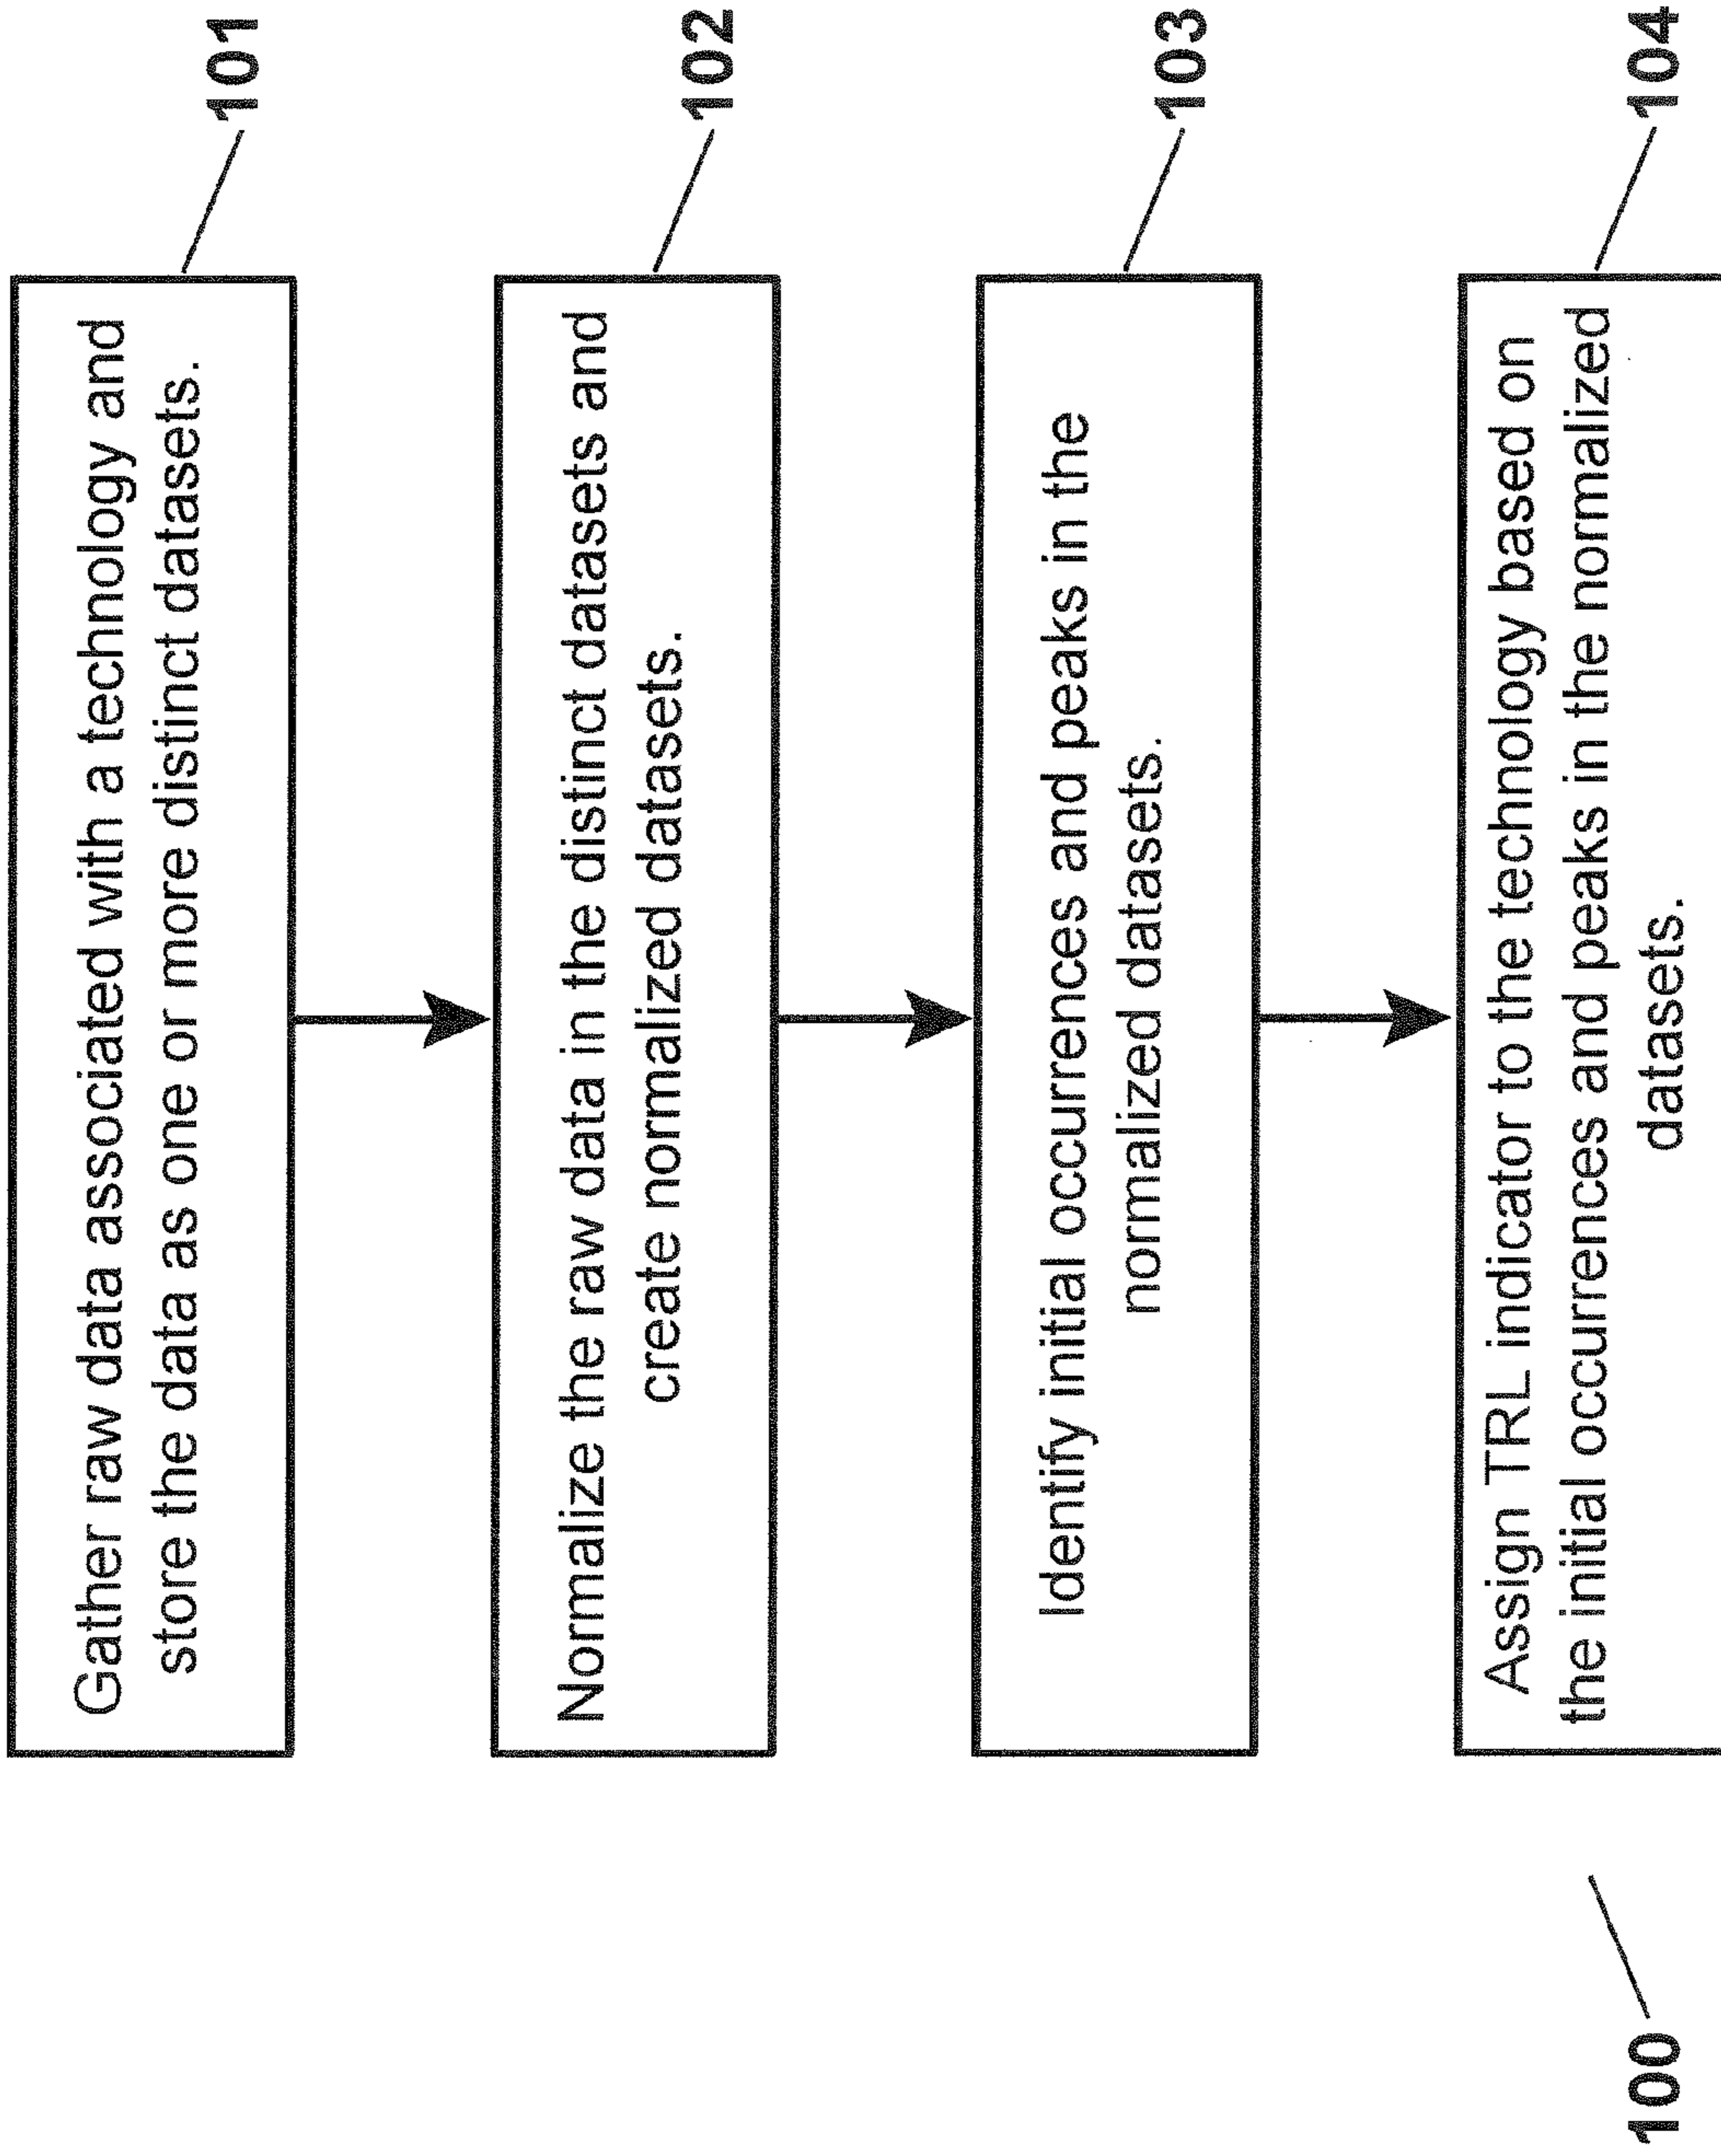 Gather raw data associated with a technology and
store the data as one or more distinct datasets.
101
Normalize the raw data in the distinct datasets and
create normalized datasets.
102
Identify initial occurrences and peaks in the
normalized datasets.
103
Assign TRL indicator to the technology based on
the initial occurrences and peaks in the normalized
datasets.
104
100